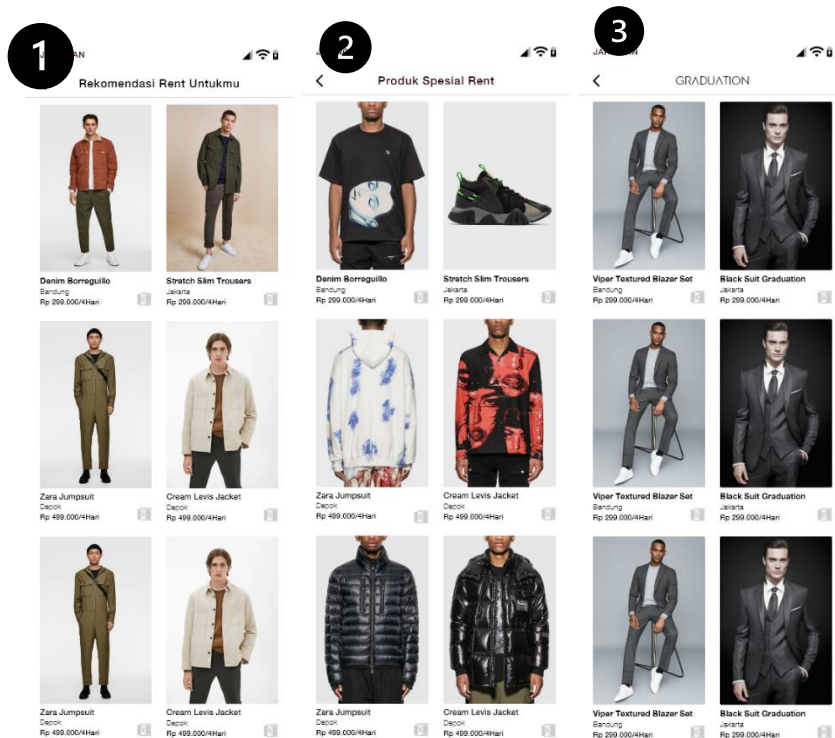 1
AN
Rekomendasi Rent Untukmu
Denim Borreguillo
Bandung
Rp 299.000/4Hari
Stretch Slim Trousers
Jakarta
Rp 299.000/4Hari
Zara Jumpsuit
Depok
Rp 499.000/4Hari
Cream Levis Jacket
Depok
Rp 499.000/4Hari
Zara Jumpsuit
Depok
Rp 499.000/4Hari
Cream Levis Jacket
Depok
Rp 499.000/4Hari
2
Produk Spesial Rent
Denim Borreguillo
Bandung
Rp 299.000/4Hari
Stretch Slim Trousers
Jakarta
Rp 299.000/4Hari
Zara Jumpsuit
Depok
Rp 499.000/4Hari
Cream Levis Jacket
Depok
Rp 499.000/4Hari
Zara Jumpsuit
Depok
Rp 499.000/4Hari
Cream Levis Jacket
Depok
Rp 499.000/4Hari
3
GRADUATION
Viper Textured Blazer Set
Bandung
Rp 299.000/4Hari
Black Suit Graduation
Jakarta
Rp 299.000/4Hari
Viper Textured Blazer Set
Bandung
Rp 299.000/4Hari
Black Suit Graduation
Jakarta
Rp 299.000/4Hari
Viper Textured Blazer Set
Bandung
Rp 299.000/4Hari
Black Suit Graduation
Jakarta
Rp 299.000/4Hari